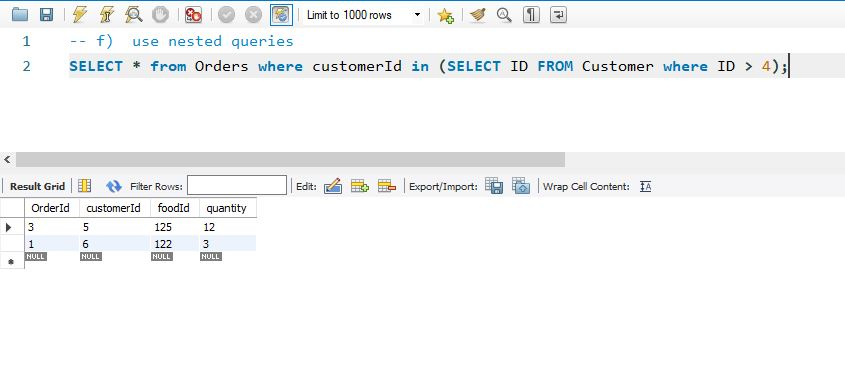 Limit to 1000 rows
1 -- f)  use nested queries
2 SELECT * from Orders where customerId in (SELECT ID FROM Customer where ID > 4);
Result Grid Filter Rows: Edit: Export/Import: Wrap Cell Content:
OrderId customerId foodId quantity
3 5 125 12
1 6 122 3
NULL NULL NULL NULL